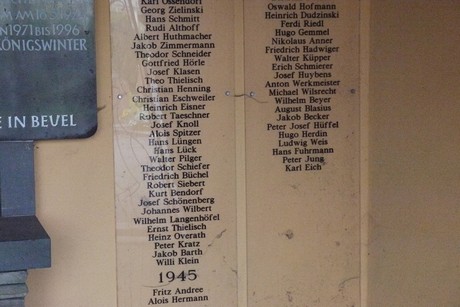 AM 16
N 1971 BIS 1996
KÖNIGSWINTER
E IN BEUEL
Karl Ossendorf
Georg Zielinski
Hans Schmitt
Rudi Althoff
Albert Huthmacher
Jakob Zimmermann
Theodor Schneider
Gottfried Hörle
Josef Klasen
Theo Thielisch
Christian Henning
Christian Eschweiler
Heinrich Eisner
Robert Taeschner
Josef Knoll
Alois Spitzer
Hans Lüngen
Hans Lück
Walter Pilger
Theodor Schiefer
Friedrich Büchel
Robert Siebert
Kurt Bendorf
Josef Schönenberg
Johannes Wilbert
Wilhelm Langenhöfel
Ernst Thielisch
Heinz Overath
Peter Kratz
Jakob Barth
Willi Klein
1945
Fritz Andree
Alois Hermann
Oswald Hofmann
Heinrich Dudzinski
Ferdi Riedl
Hugo Gemmel
Nikolaus Anner
Friedrich Hadwiger
Walter Küpper
Erich Schmierer
Josef Huybens
Anton Werkmeister
Michael Wilsrecht
Wilhelm Beyer
August Blasius
Jakob Becker
Peter Josef Hüffel
Hugo Herdin
Ludwig Weis
Hans Fuhrmann
Peter Jung
Karl Eich